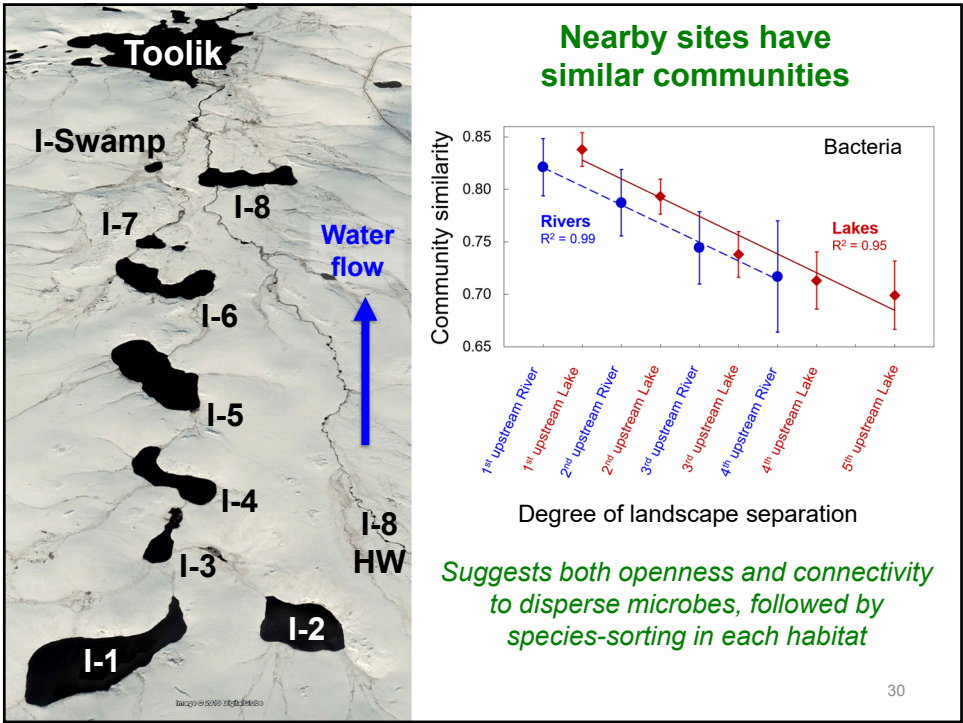 Toolik
I-Swamp
I-8
I-7
Water
flow
I-6
I-5
I-4
I-8
HW
I-3
I-2
I-1
Image © 2013 DigitalGlobe
Nearby sites have
similar communities
Community similarity
0.85
0.80
0.75
0.70
0.65
Bacteria
Rivers
R² = 0.99
Lakes
R² = 0.95
1st upstream River
1st upstream Lake
2nd upstream River
2nd upstream Lake
3rd upstream River
3rd upstream Lake
4th upstream River
4th upstream Lake
5th upstream Lake
Degree of landscape separation
Suggests both openness and connectivity
to disperse microbes, followed by
species-sorting in each habitat
30